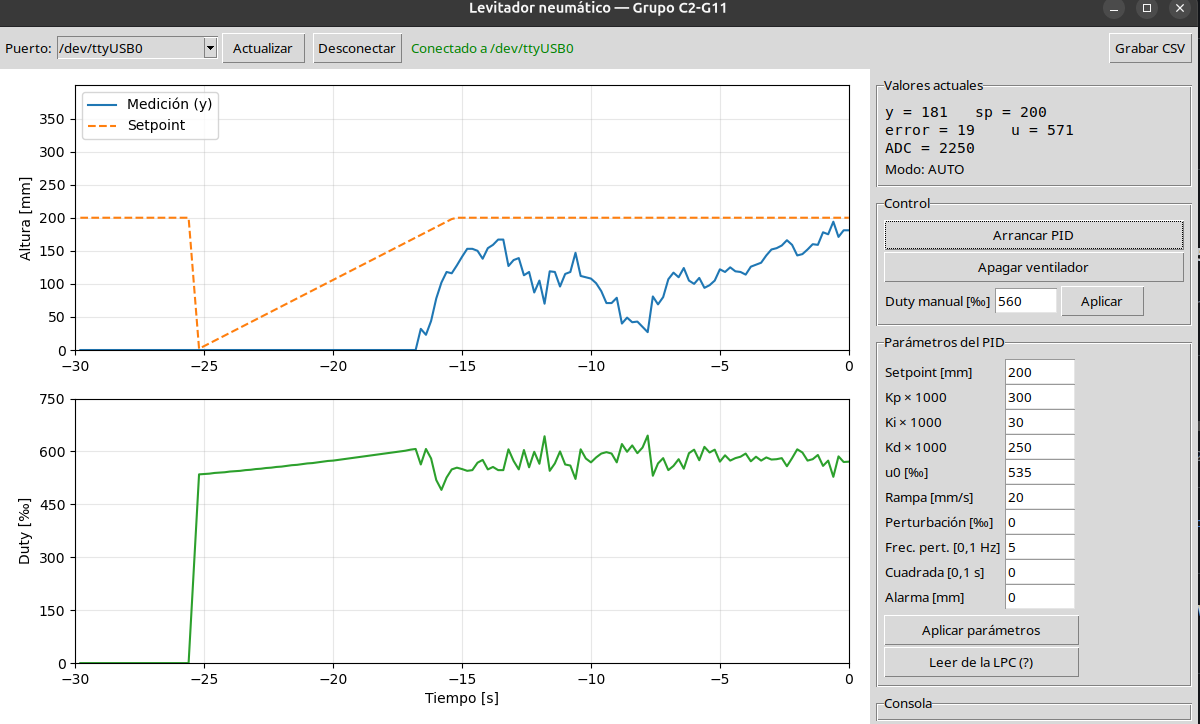 Levitador neumático — Grupo C2-G11
Puerto: /dev/ttyUSB0 Actualizar Desconectar Conectado a /dev/ttyUSB0 Grabar CSV
Medición (y)
Setpoint
Altura [mm]
350
300
250
200
150
100
50
0
−30 −25 −20 −15 −10 −5 0
Duty [‰]
750
600
450
300
150
0
−30 −25 −20 −15 −10 −5 0
Tiempo [s]
Valores actuales
y = 181 sp = 200
error = 19 u = 571
ADC = 2250
Modo: AUTO
Control
Arrancar PID
Apagar ventilador
Duty manual [‰] 560 Aplicar
Parámetros del PID
Setpoint [mm] 200
Kp × 1000 300
Ki × 1000 30
Kd × 1000 250
u0 [‰] 535
Rampa [mm/s] 20
Perturbación [‰] 0
Frec. pert. [0,1 Hz] 5
Cuadrada [0,1 s] 0
Alarma [mm] 0
Aplicar parámetros
Leer de la LPC (?)
Consola